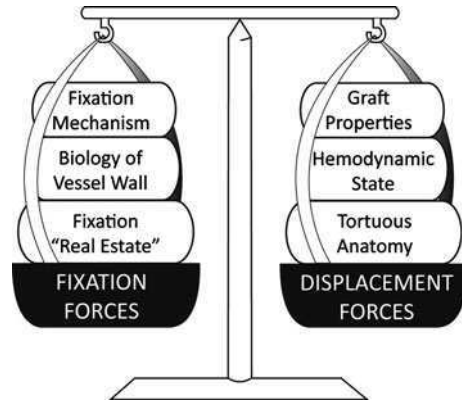 Fixation
Mechanism
Biology of
Vessel Wall
Fixation
“Real Estate”
FIXATION
FORCES
Graft
Properties
Hemodynamic
State
Tortuous
Anatomy
DISPLACEMENT
FORCES